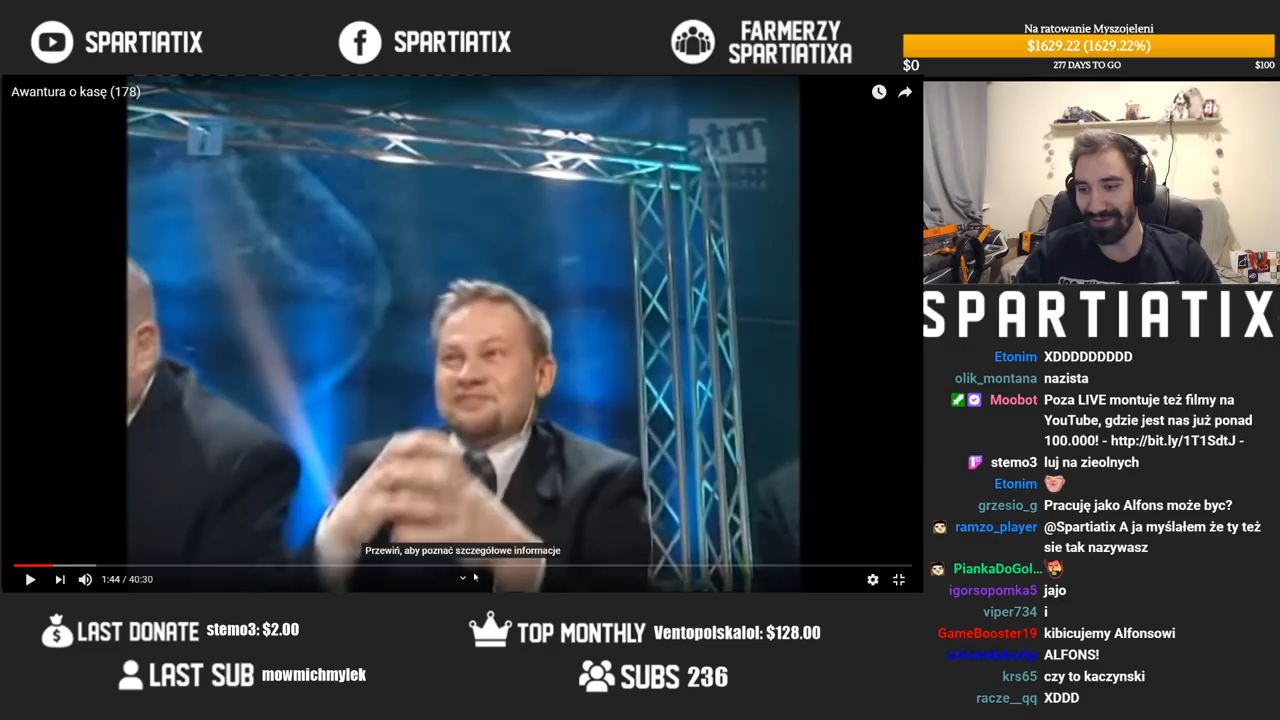 SPARTIATIX
SPARTIATIX
FARMERZY
SPARTIATIXA
Na ratowanie Myszojeleni
$1629.22 (1629.22%)
$0
277 DAYS TO GO
$100
Awantura o kasę (178)
Przewiń, aby poznać szczegółowe informacje
1:44 / 40:30
SPARTIATIX
Etonim XDDDDDDDDD
olik_montana nazista
Moobot Poza LIVE montuje też filmy na
YouTube, gdzie jest nas już ponad
100.000! - http://bit.ly/1T1SdtJ -
stemo3 luj na zieolnych
Etonim
grzesio_g Pracuję jako Alfons może byc?
ramzo_player @Spartiatix A ja myślałem że ty też
sie tak nazywasz
PiankaDoGol...
igorsopomka5 jajo
viper734 i
GameBooster19 kibicujemy Alfonsowi
ALFONS!
krs65 czy to kaczynski
racze__qq XDDD
LAST DONATE stemo3: $2.00
TOP MONTHLY Ventopolskalol: $128.00
LAST SUB mowmichmylek
SUBS 236